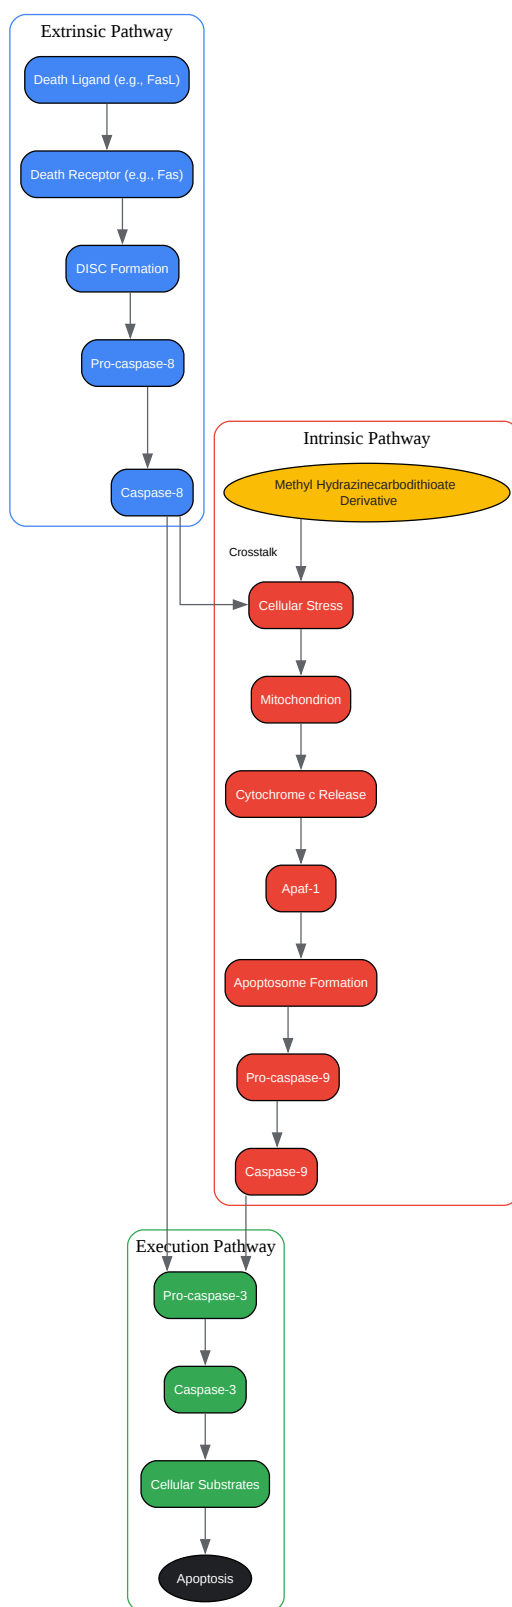 Extrinsic Pathway
Death Ligand (e.g., FasL)
Death Receptor (e.g., Fas)
DISC Formation
Pro-caspase-8
Caspase-8
Intrinsic Pathway
Methyl Hydrazinecarbodithioate
Derivative
Crosstalk
Cellular Stress
Mitochondrion
Cytochrome c Release
Apaf-1
Apoptosome Formation
Pro-caspase-9
Caspase-9
Execution Pathway
Pro-caspase-3
Caspase-3
Cellular Substrates
Apoptosis